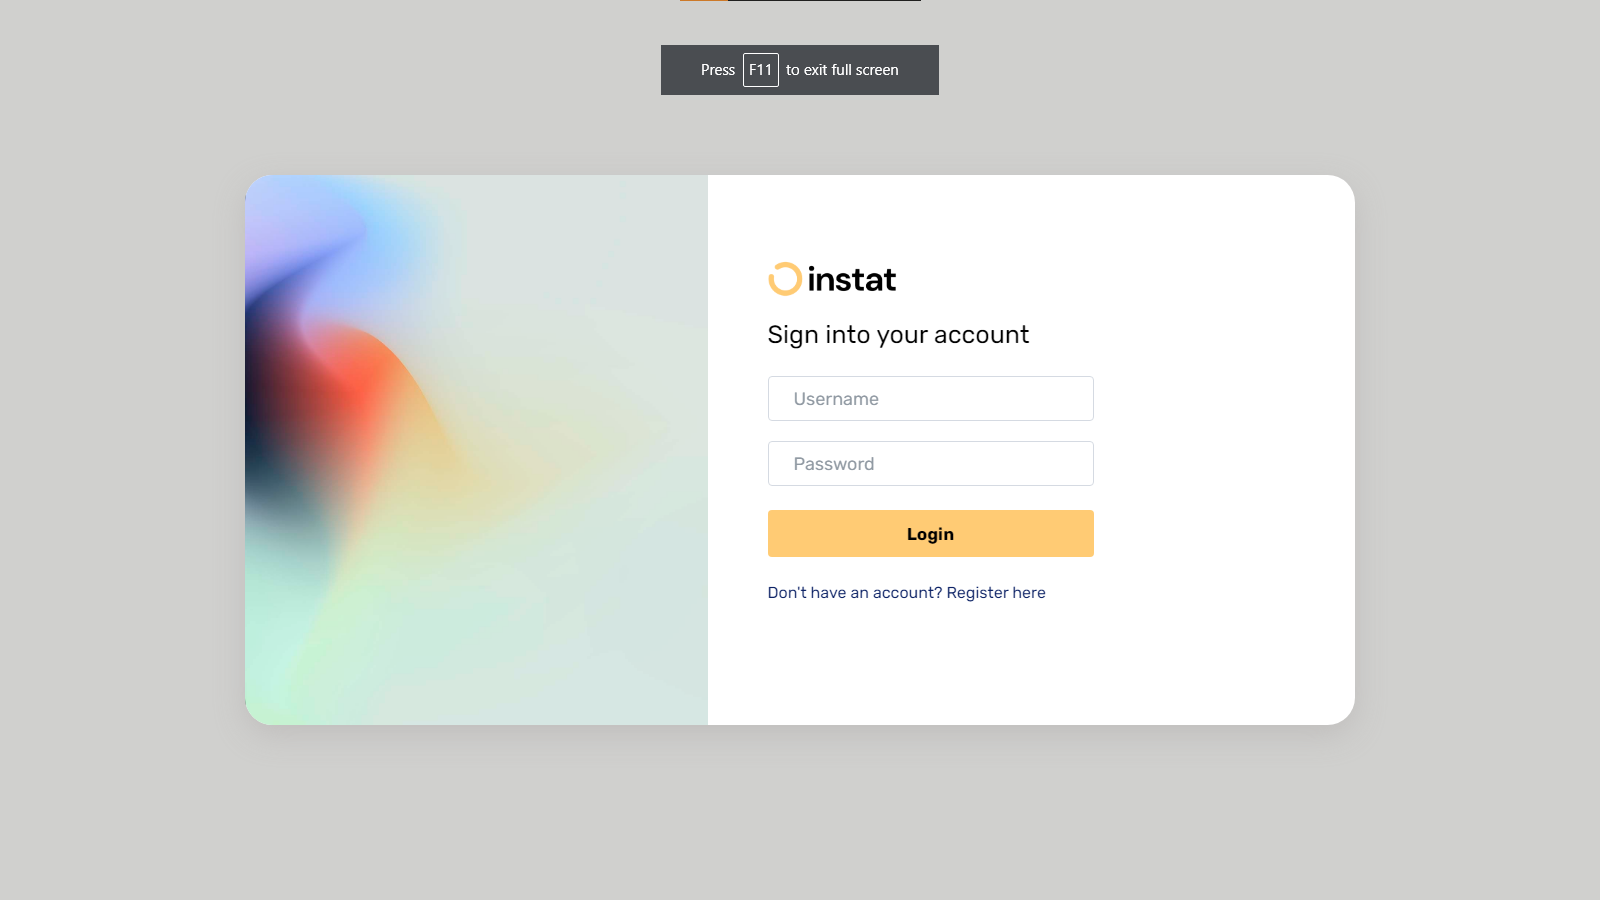 Press F11 to exit full screen
instat
Sign into your account
Username
Password
Login
Don't have an account? Register here